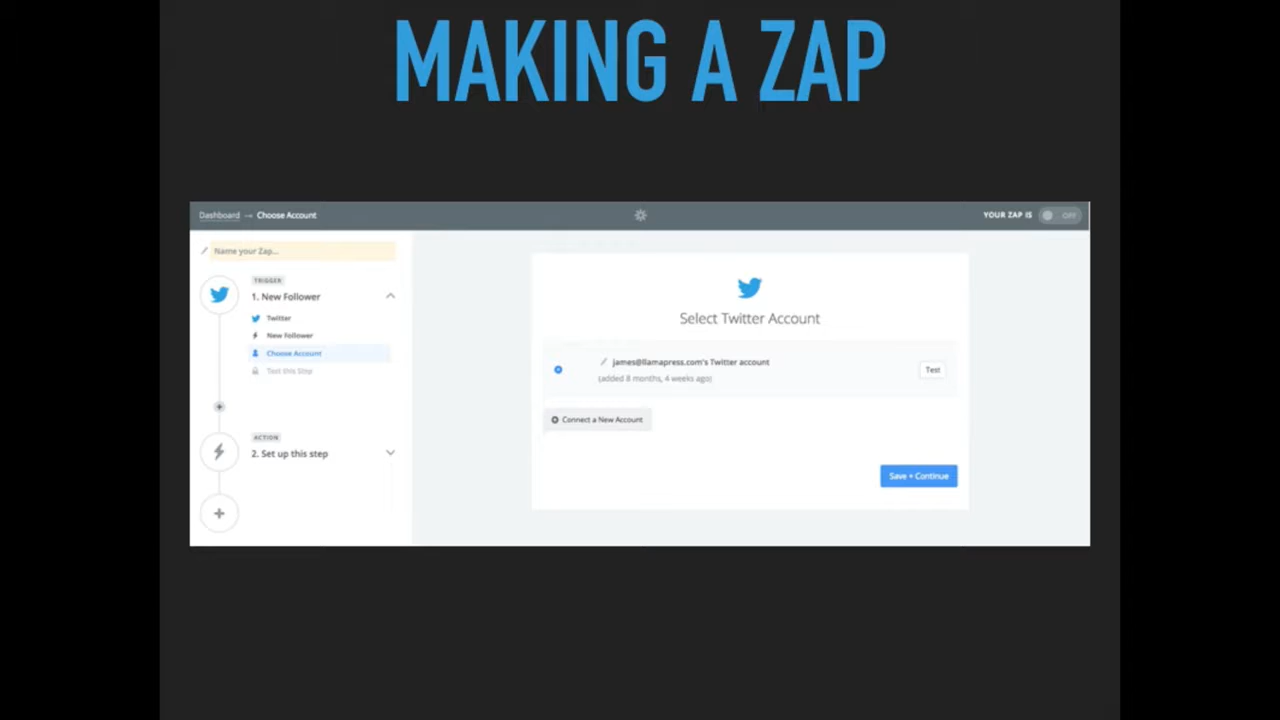 MAKING A ZAP
Dashboard → Choose Account
YOUR ZAP IS OFF
Name your Zap...
TRIGGER
1. New Follower
Twitter
New Follower
Choose Account
Test this Step
ACTION
2. Set up this step
Select Twitter Account
james@llamapress.com's Twitter account
(added 8 months, 4 weeks ago)
Test
Connect a New Account
Save + Continue